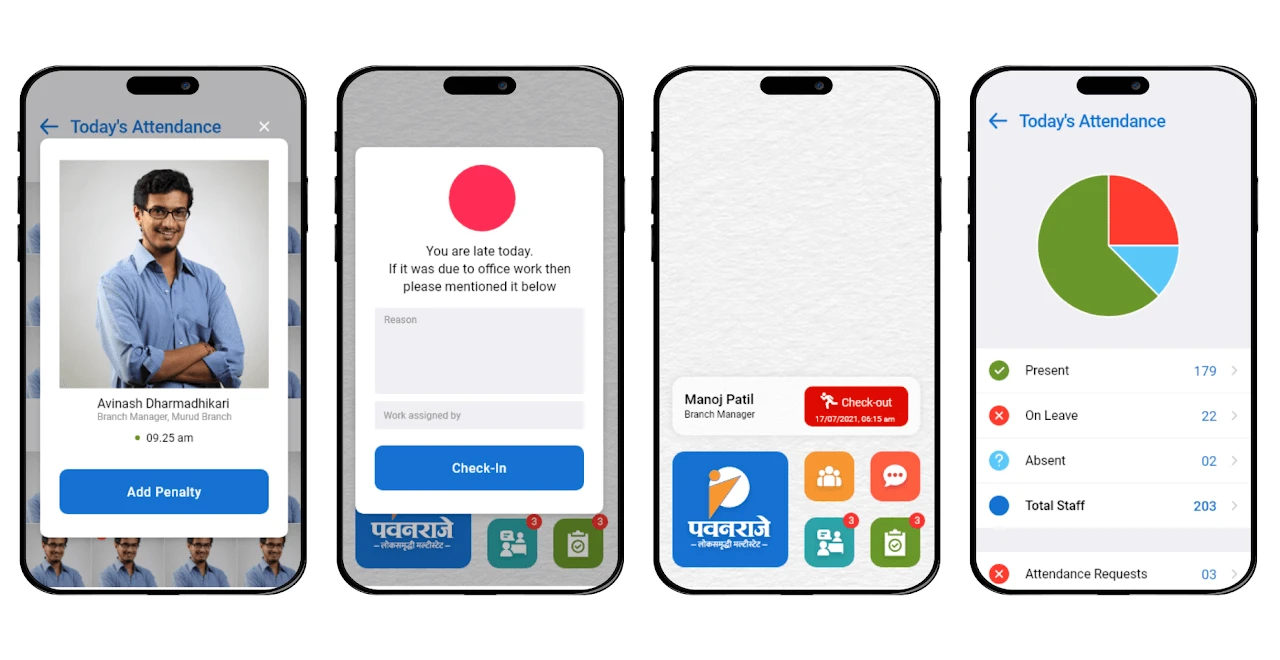 Today's Attendance
Avinash Dharmadhikari
Branch Manager, Murud Branch
09.25 am
Add Penalty
You are late today.
If it was due to office work then
please mentioned it below
Reason
Work assigned by
Check-In
पवनराजे
लोकसमृद्धी मल्टीस्टेट
3
3
Manoj Patil
Branch Manager
Check-out
17/07/2021, 06:15 am
पवनराजे
लोकसमृद्धी मल्टीस्टेट
3
3
Today's Attendance
Present 179
On Leave 22
Absent 02
Total Staff 203
Attendance Requests 03